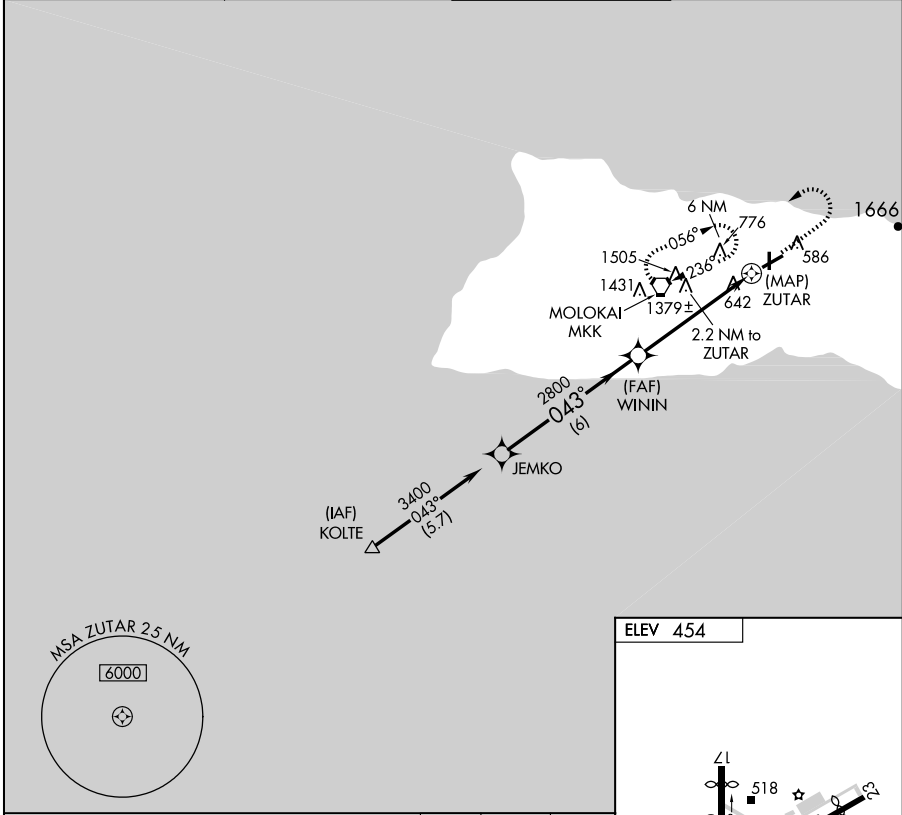 6 NM
776
1666
056°
1505
236°
586
1431
(MAP)
ZUTAR
642
1379±
MOLOKAI
MKK
2.2 NM to
ZUTAR
(FAF)
WININ
2800
043°
(6)
JEMKO
3400
043°
(5.7)
(IAF)
KOLTE
MSA ZUTAR 25 NM
6000
ELEV 454
17
518
23